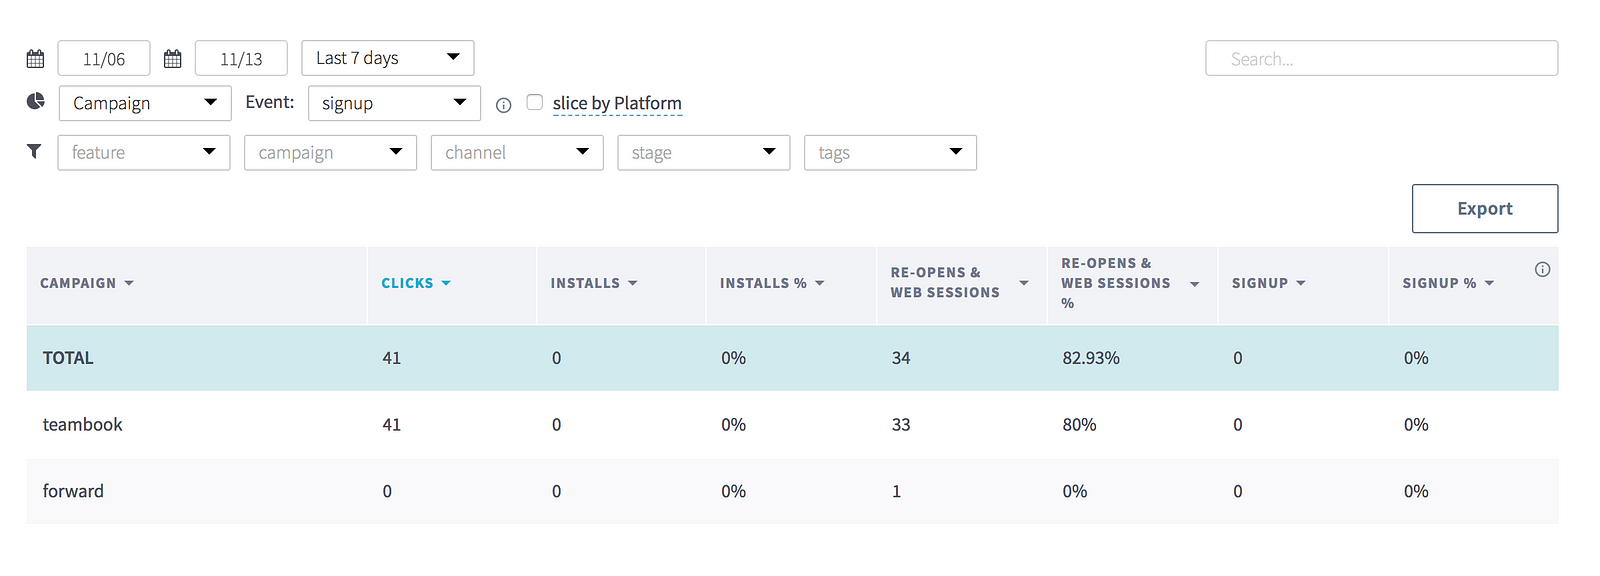 11/06 11/13 Last 7 days Search...
Campaign Event: signup slice by Platform
feature campaign channel stage tags
Export
CAMPAIGN CLICKS INSTALLS INSTALLS % RE-OPENS & WEB SESSIONS RE-OPENS & WEB SESSIONS % SIGNUP SIGNUP %
TOTAL 41 0 0% 34 82.93% 0 0%
teambook 41 0 0% 33 80% 0 0%
forward 0 0 0% 1 0% 0 0%